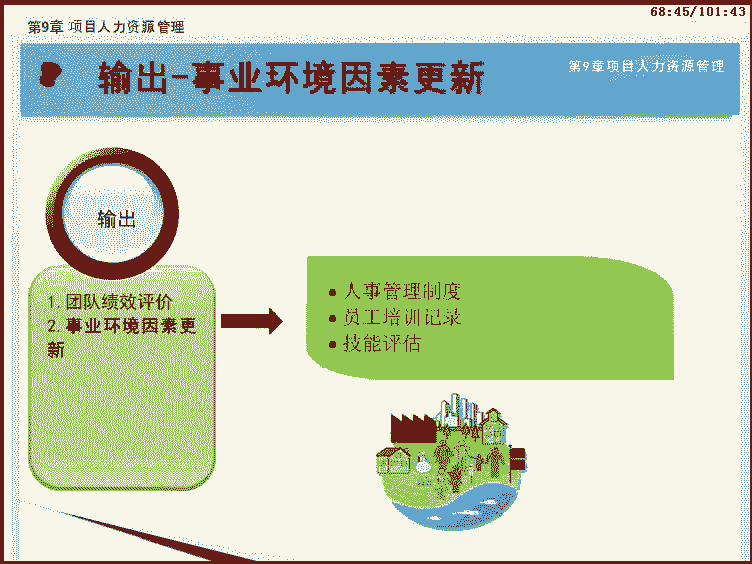 68:45/101:43
第9章 项目人力资源管理
输出-事业环境因素更新
第9章项目人力资源管理
输出
1.团队绩效评价
2.事业环境因素更
新
● 人事管理制度
● 员工培训记录
● 技能评估